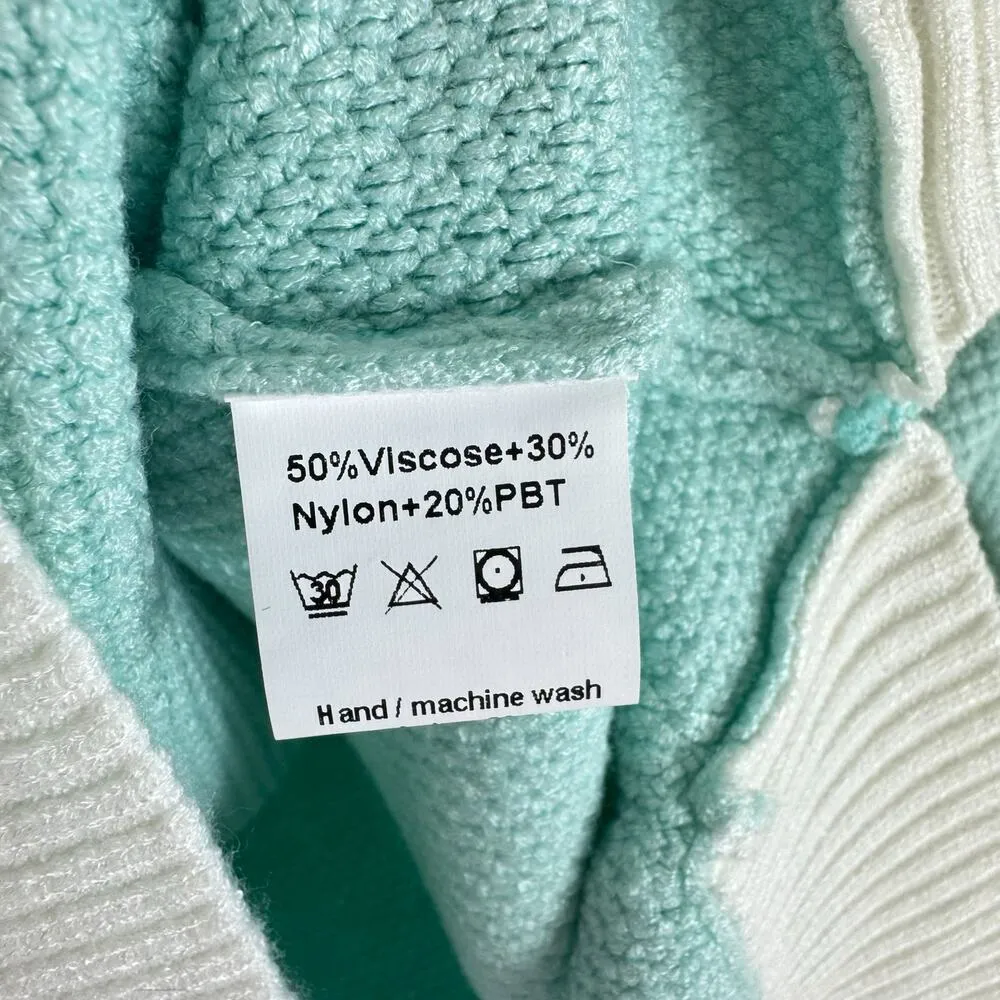 50%VIscose+30%
Nylon+20%PBT
30
Hand / machine wash